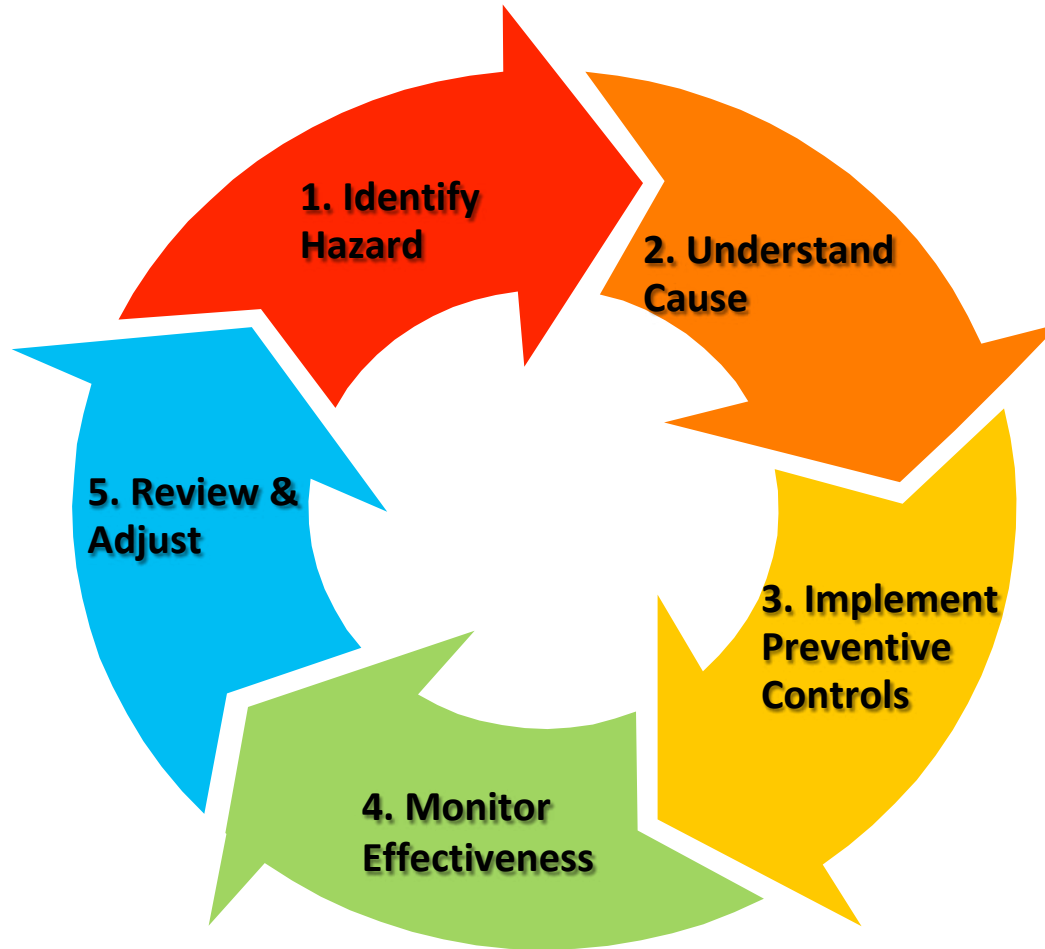 1. Identify
Hazard
2. Understand
Cause
3. Implement
Preventive
Controls
4. Monitor
Effectiveness
5. Review &
Adjust